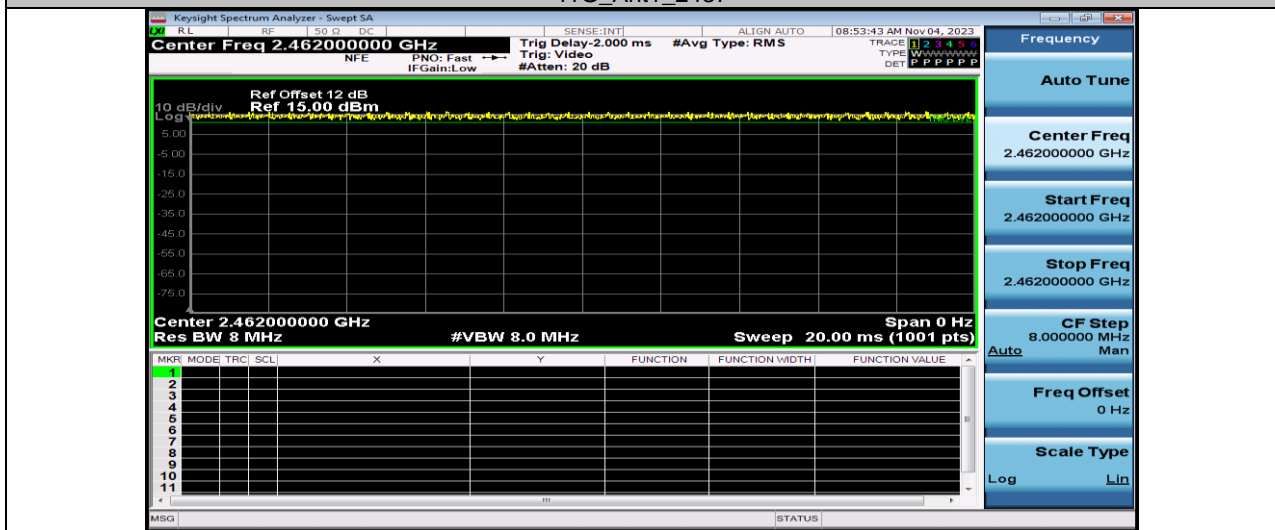 Keysight Spectrum Analyzer - Swept SA
LXI RL RF 50 Ω DC SENSE:INT ALIGN AUTO 08:53:43 AM Nov 04, 2023
Center Freq 2.462000000 GHz
NFE
PNO: Fast
IFGain:Low
Trig Delay-2.000 ms
Trig: Video
#Atten: 20 dB
#Avg Type: RMS
TRACE 1 2 3 4 5 6
TYPE WWWWWW
DET P P P P P P
Ref Offset 12 dB
10 dB/div Ref 15.00 dBm
Log
5.00
-5.00
-15.0
-25.0
-35.0
-45.0
-55.0
-65.0
-75.0
Center 2.462000000 GHz Span 0 Hz
Res BW 8 MHz #VBW 8.0 MHz Sweep 20.00 ms (1001 pts)
MKR MODE TRC SCL X Y FUNCTION FUNCTION WIDTH FUNCTION VALUE
1
2
3
4
5
6
7
8
9
10
11
MSG STATUS
Frequency
Auto Tune
Center Freq
2.462000000 GHz
Start Freq
2.462000000 GHz
Stop Freq
2.462000000 GHz
CF Step
8.000000 MHz
Auto Man
Freq Offset
0 Hz
Scale Type
Log Lin